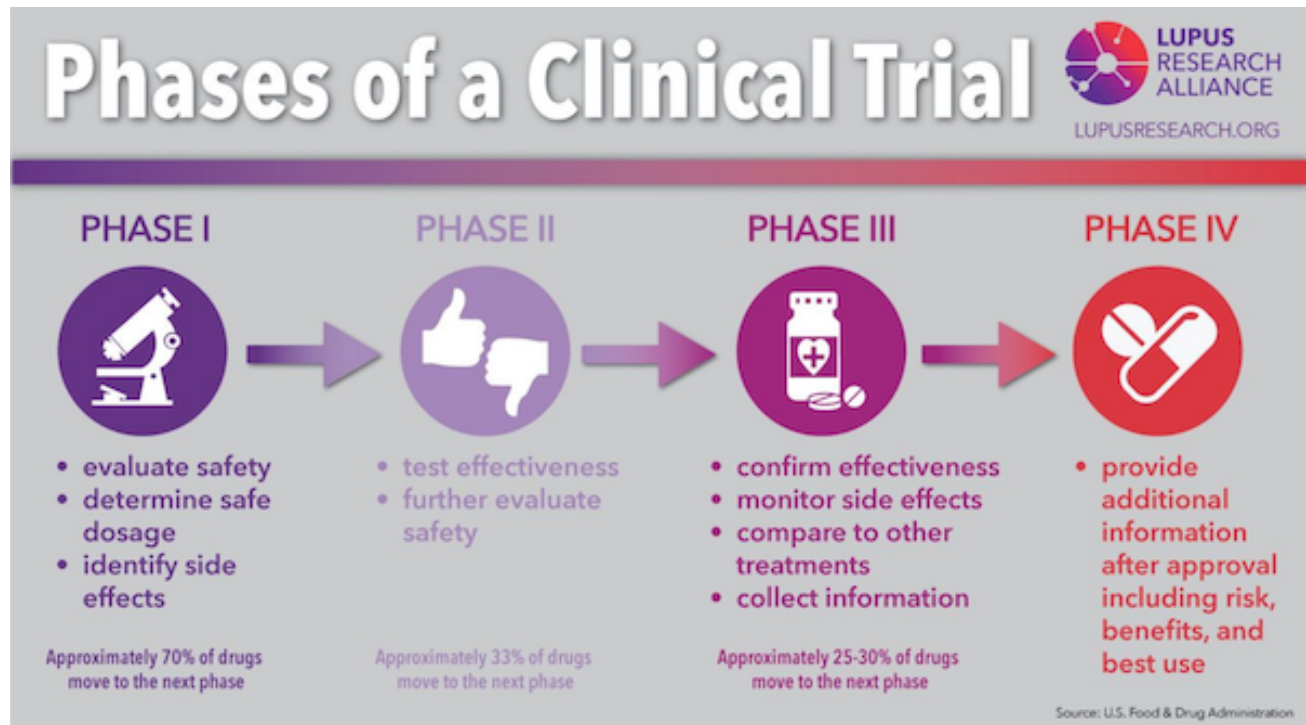 Phases of a Clinical Trial
LUPUS
RESEARCH
ALLIANCE
LUPUSRESEARCH.ORG
PHASE I
• evaluate safety
• determine safe
dosage
• identify side
effects
Approximately 70% of drugs
move to the next phase
PHASE II
• test effectiveness
• further evaluate
safety
Approximately 33% of drugs
move to the next phase
PHASE III
• confirm effectiveness
• monitor side effects
• compare to other
treatments
• collect information
Approximately 25-30% of drugs
move to the next phase
PHASE IV
• provide
additional
information
after approval
including risk,
benefits, and
best use
Source: U.S. Food & Drug Administration